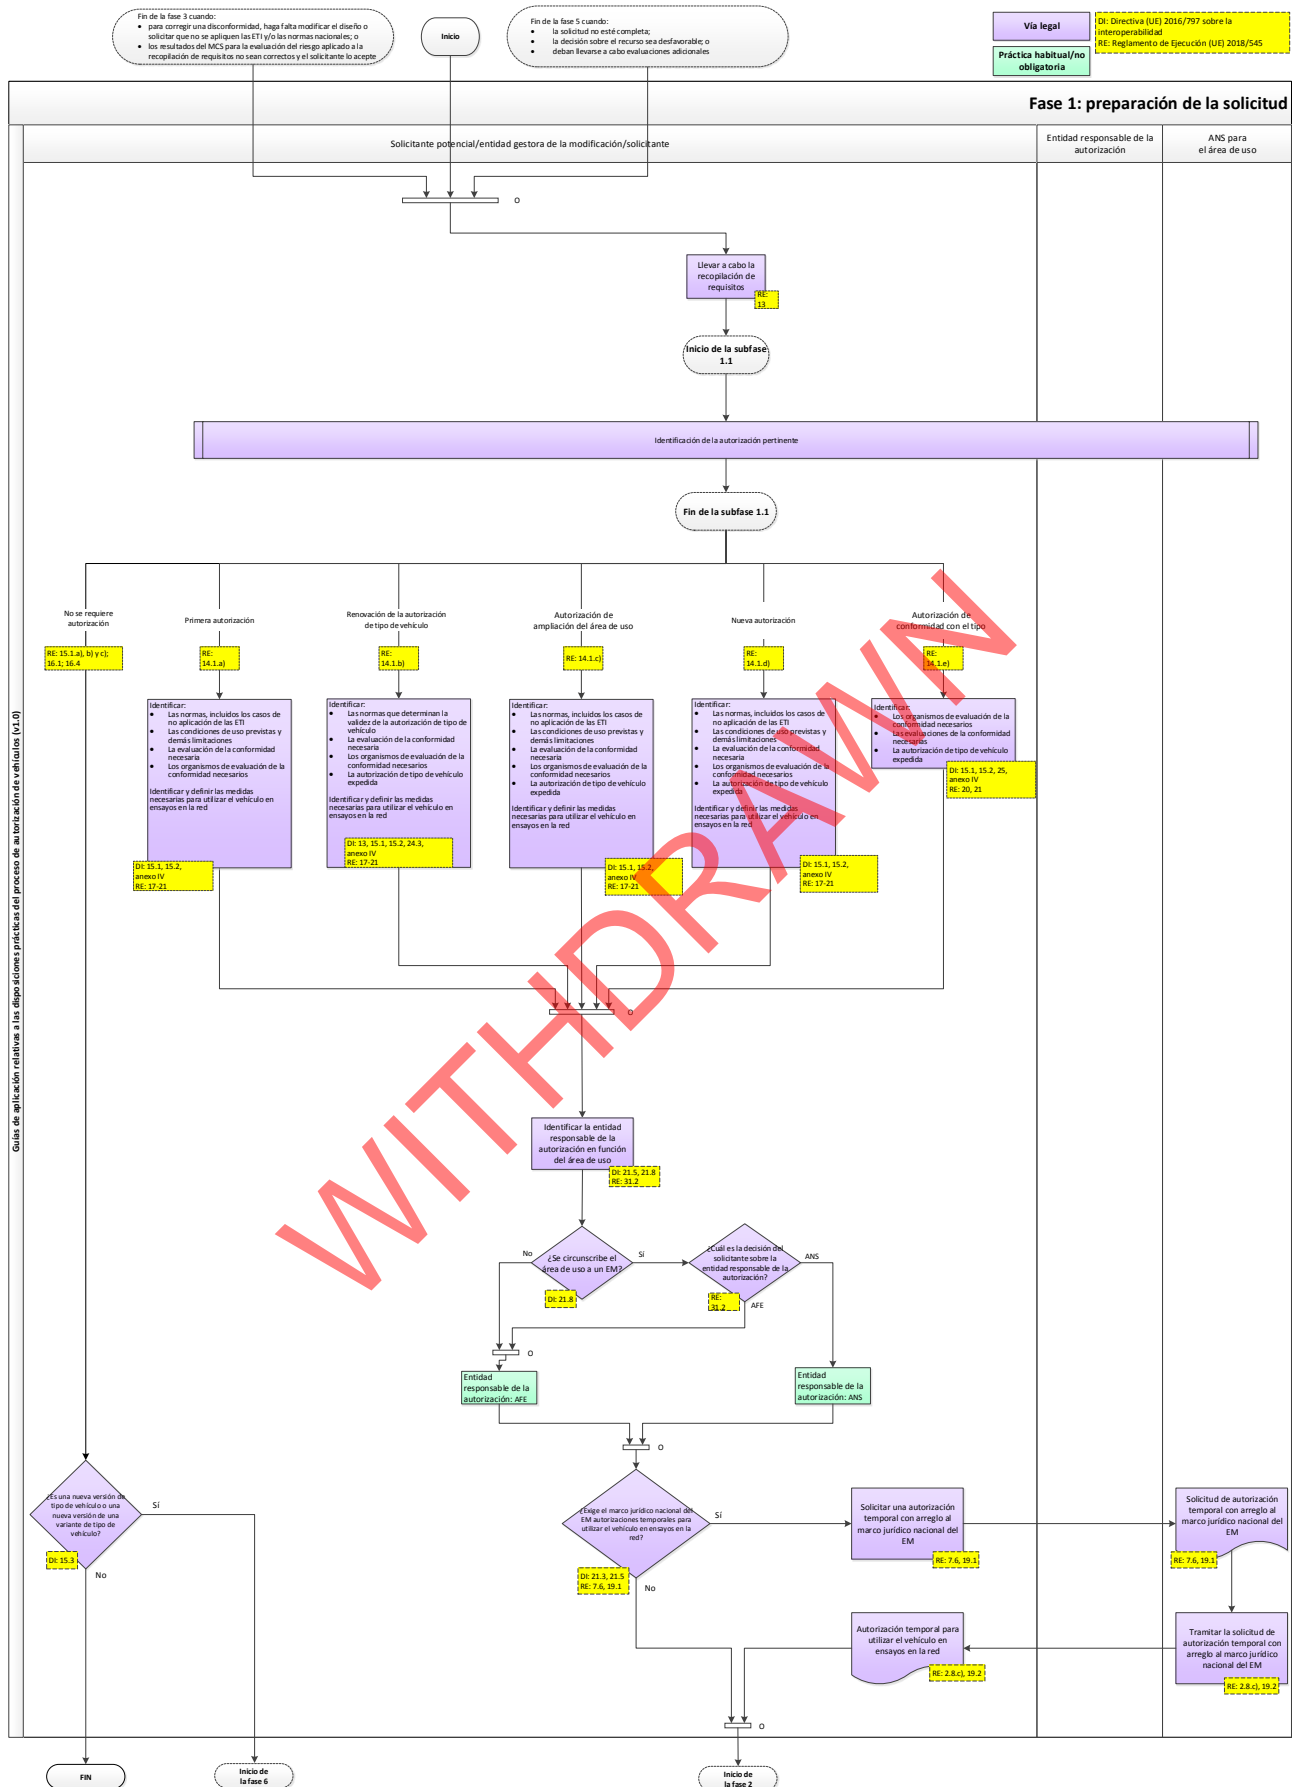 Fin de la fase 3 cuando:
• para corregir una disconformidad, haga falta modificar el diseño o
solicitar que no se apliquen las ETI y/o las normas nacionales; o
• los resultados del MCS para la evaluación del riesgo aplicado a la
recopilación de requisitos no sean correctos y el solicitante lo acepte
Inicio
Fin de la fase 5 cuando:
• la solicitud no esté completa;
• la decisión sobre el recurso sea desfavorable; o
• deban llevarse a cabo evaluaciones adicionales
Vía legal
Práctica habitual/no
obligatoria
DI: Directiva (UE) 2016/797 sobre la
interoperabilidad
RE: Reglamento de Ejecución (UE) 2018/545
Fase 1: preparación de la solicitud
Solicitante potencial/entidad gestora de la modificación/solicitante
Entidad responsable de la
autorización
ANS para
el área de uso
Guías de aplicación relativas a las disposiciones prácticas del proceso de autorización de vehículos (v1.0)
O
Llevar a cabo la
recopilación de
requisitos
RE:
13
Inicio de la subfase
1.1
Identificación de la autorización pertinente
Fin de la subfase 1.1
No se requiere
autorización
RE: 15.1.a), b) y c);
16.1; 16.4
Primera autorización
RE:
14.1.a)
Renovación de la autorización
de tipo de vehículo
RE:
14.1.b)
Autorización de
ampliación del área de uso
RE: 14.1.c)
Nueva autorización
RE:
14.1.d)
Autorización de
conformidad con el tipo
RE:
14.1.e)
Identificar:
• Las normas, incluidos los casos de
no aplicación de las ETI
• Las condiciones de uso previstas y
demás limitaciones
• La evaluación de la conformidad
necesaria
• Los organismos de evaluación de la
conformidad necesarios
Identificar y definir las medidas
necesarias para utilizar el vehículo en
ensayos en la red
DI: 15.1, 15.2,
anexo IV
RE: 17-21
Identificar:
• Las normas que determinan la
validez de la autorización de tipo de
vehículo
• La evaluación de la conformidad
necesaria
• Los organismos de evaluación de la
conformidad necesarios
• La autorización de tipo de vehículo
expedida
Identificar y definir las medidas
necesarias para utilizar el vehículo en
ensayos en la red
DI: 13, 15.1, 15.2, 24.3,
anexo IV
RE: 17-21
Identificar:
• Las normas, incluidos los casos de
no aplicación de las ETI
• Las condiciones de uso previstas y
demás limitaciones
• La evaluación de la conformidad
necesaria
• Los organismos de evaluación de la
conformidad necesarios
• La autorización de tipo de vehículo
expedida
Identificar y definir las medidas
necesarias para utilizar el vehículo en
ensayos en la red
DI: 15.1, 15.2,
anexo IV
RE: 17-21
Identificar:
• Las normas, incluidos los casos de
no aplicación de las ETI
• Las condiciones de uso previstas y
demás limitaciones
• La evaluación de la conformidad
necesaria
• Los organismos de evaluación de la
conformidad necesarios
• La autorización de tipo de vehículo
expedida
Identificar y definir las medidas
necesarias para utilizar el vehículo en
ensayos en la red
DI: 15.1, 15.2,
anexo IV
RE: 17-21
Identificar:
• Los organismos de evaluación de la
conformidad necesarios
• Las evaluaciones de la conformidad
necesarias
• La autorización de tipo de vehículo
expedida
DI: 15.1, 15.2, 25,
anexo IV
RE: 20, 21
O
WITHDRAWN
Identificar la entidad
responsable de la
autorización en función
del área de uso
DI: 21.5, 21.8
RE: 31.2
¿Se circunscribe el
área de uso a un EM?
No
Sí
DI: 21.8
¿Cuál es la decisión del
solicitante sobre la
entidad responsable de la
autorización?
ANS
AFE
RE:
31.2
O
Entidad
responsable de la
autorización: AFE
Entidad
responsable de la
autorización: ANS
O
¿Es una nueva versión de
tipo de vehículo o una
nueva versión de una
variante de tipo de
vehículo?
Sí
No
DI: 15.3
¿Exige el marco jurídico nacional del
EM autorizaciones temporales para
utilizar el vehículo en ensayos en la
red?
Sí
No
DI: 21.3, 21.5
RE: 7.6, 19.1
Solicitar una autorización
temporal con arreglo al
marco jurídico nacional del
EM
RE: 7.6, 19.1
Solicitud de autorización
temporal con arreglo al
marco jurídico nacional del
EM
RE: 7.6, 19.1
Autorización temporal para
utilizar el vehículo en
ensayos en la red
RE: 2.8.c), 19.2
Tramitar la solicitud de
autorización temporal con
arreglo al marco jurídico
nacional del EM
RE: 2.8.c), 19.2
O
FIN
Inicio de
la fase 6
Inicio de
la fase 2